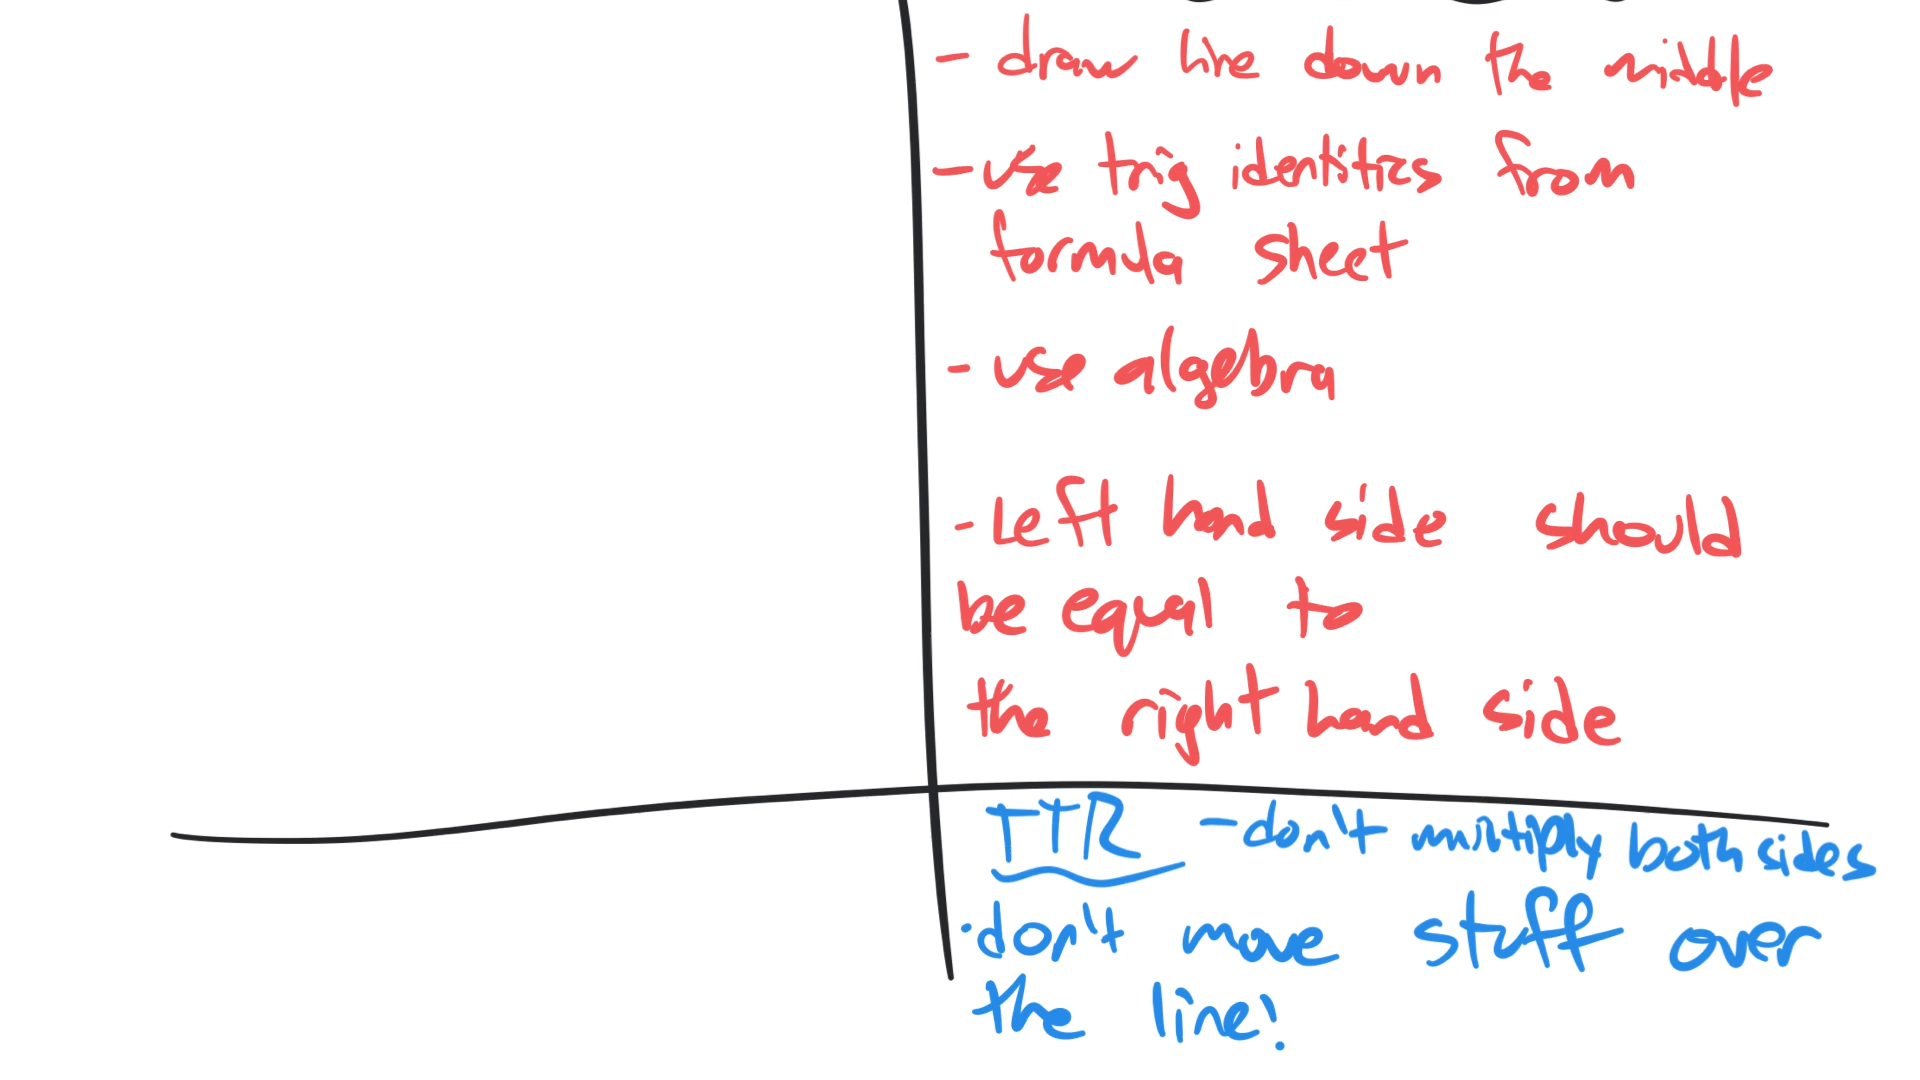 - draw line down the middle
- use trig identities from
formula sheet
- use algebra
- Left hand side should
be equal to
the right hand side
TTR - don't multiply both sides
· don't move stuff over
the line!